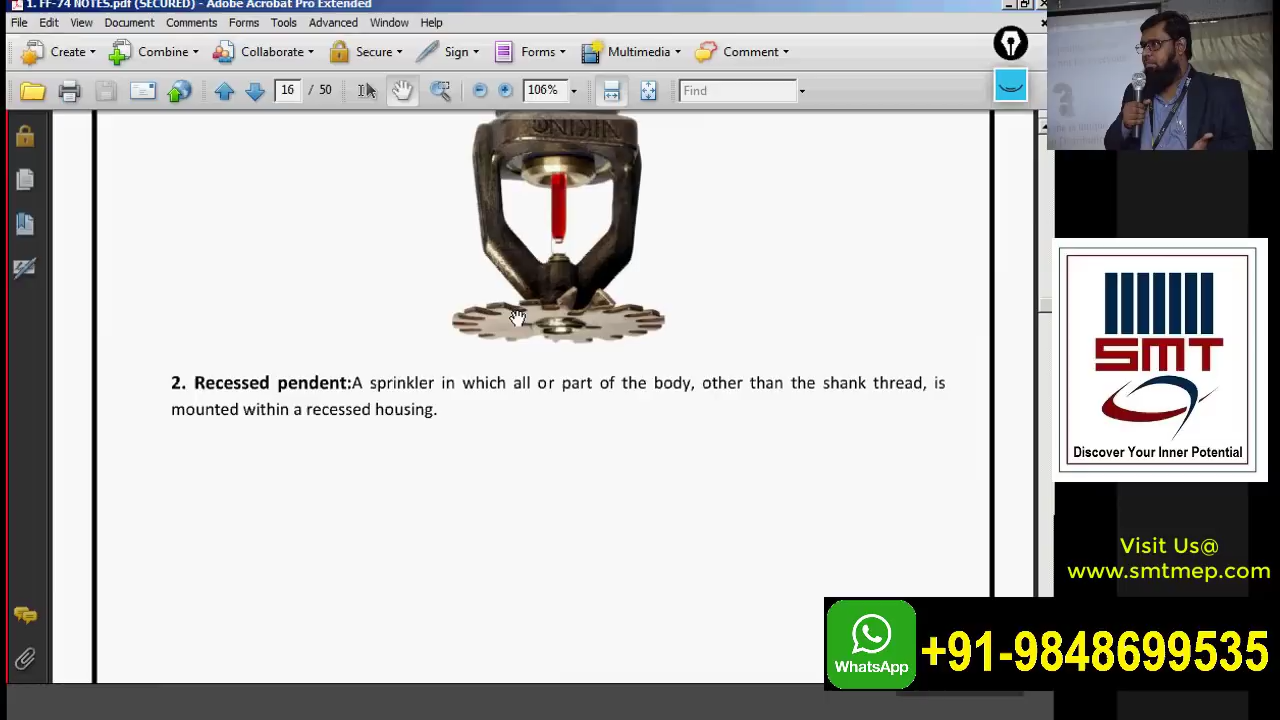 1. FF-74 NOTES.pdf (SECURED) - Adobe Acrobat Pro Extended
File Edit View Document Comments Forms Tools Advanced Window Help
Create Combine Collaborate Secure Sign Forms Multimedia Comment
16 / 50 106% Find
VIKING
2. Recessed pendent:A sprinkler in which all or part of the body, other than the shank thread, is
mounted within a recessed housing.
SMT
Discover Your Inner Potential
Visit Us@
www.smtmep.com
WhatsApp
+91-9848699535